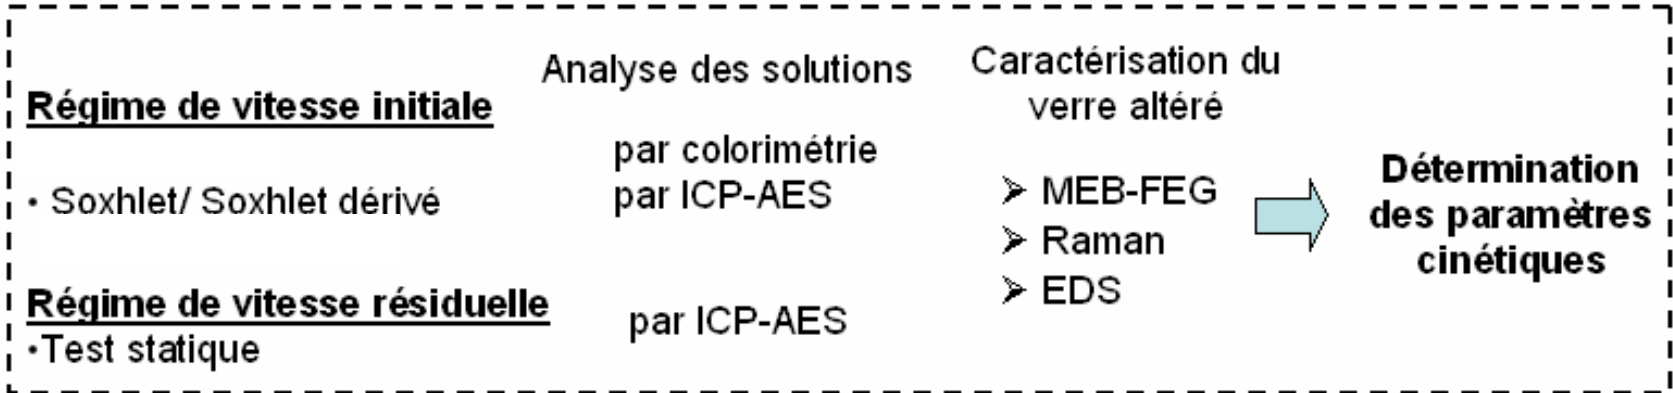 Régime de vitesse initiale
• Soxhlet/ Soxhlet dérivé
Régime de vitesse résiduelle
•Test statique
Analyse des solutions
par colorimétrie
par ICP-AES
par ICP-AES
Caractérisation du
verre altéré
➢ MEB-FEG
➢ Raman
➢ EDS
Détermination
des paramètres
cinétiques